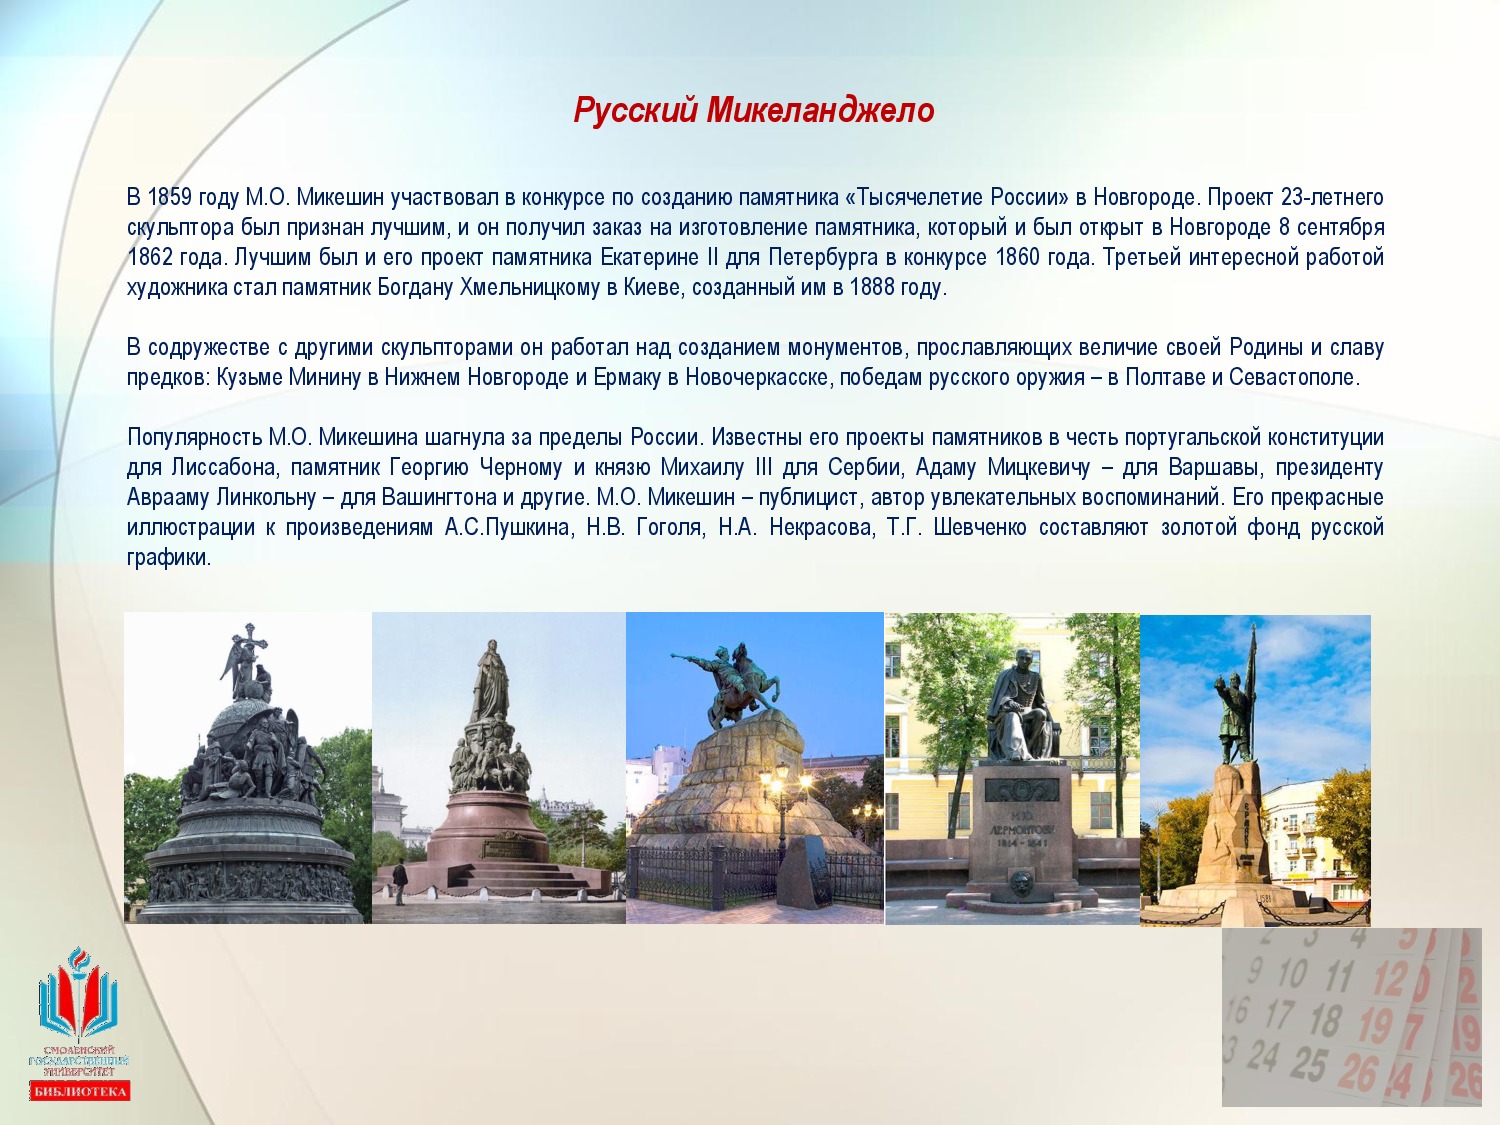 Русский Микеланджело
В 1859 году М.О. Микешин участвовал в конкурсе по созданию памятника «Тысячелетие России» в Новгороде. Проект 23-летнего
скульптора был признан лучшим, и он получил заказ на изготовление памятника, который и был открыт в Новгороде 8 сентября
1862 года. Лучшим был и его проект памятника Екатерине II для Петербурга в конкурсе 1860 года. Третьей интересной работой
художника стал памятник Богдану Хмельницкому в Киеве, созданный им в 1888 году.
В содружестве с другими скульпторами он работал над созданием монументов, прославляющих величие своей Родины и славу
предков: Кузьме Минину в Нижнем Новгороде и Ермаку в Новочеркасске, победам русского оружия – в Полтаве и Севастополе.
Популярность М.О. Микешина шагнула за пределы России. Известны его проекты памятников в честь португальской конституции
для Лиссабона, памятник Георгию Черному и князю Михаилу III для Сербии, Адаму Мицкевичу – для Варшавы, президенту
Аврааму Линкольну – для Вашингтона и другие. М.О. Микешин – публицист, автор увлекательных воспоминаний. Его прекрасные
иллюстрации к произведениям А.С.Пушкина, Н.В. Гоголя, Н.А. Некрасова, Т.Г. Шевченко составляют золотой фонд русской
графики.
М.Ю.
ЛЕРМОНТОВ
1814 - 1841
ЕРМАК
1581
СМОЛЕНСКИЙ
ГОСУДАРСТВЕННЫЙ
УНИВЕРСИТЕТ
БИБЛИОТЕКА
2 3 4 5
9 10 11 12
16 17 18 19
24 25 26